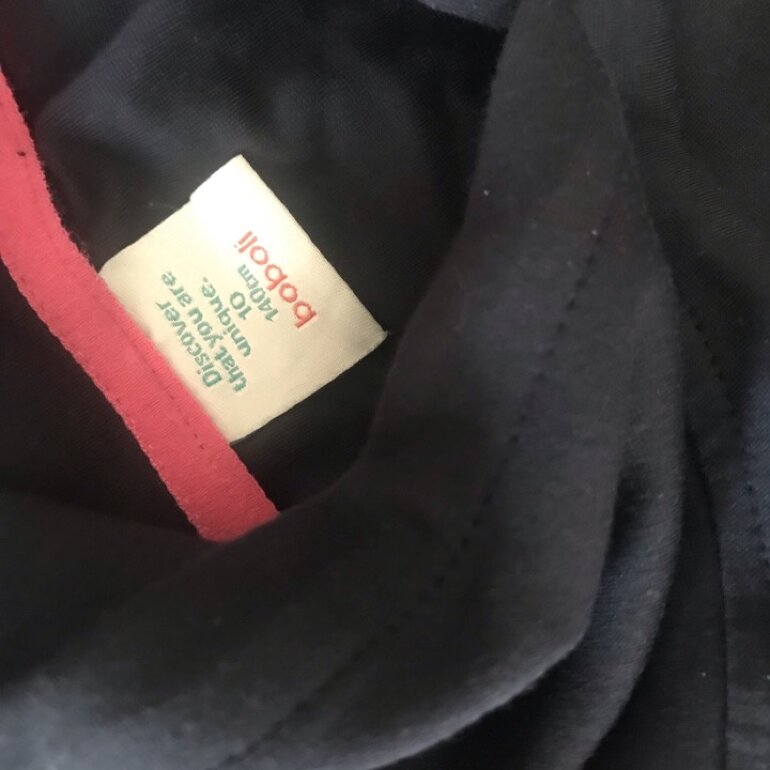 Discover
that you are
unique.
10
140cm
boboli